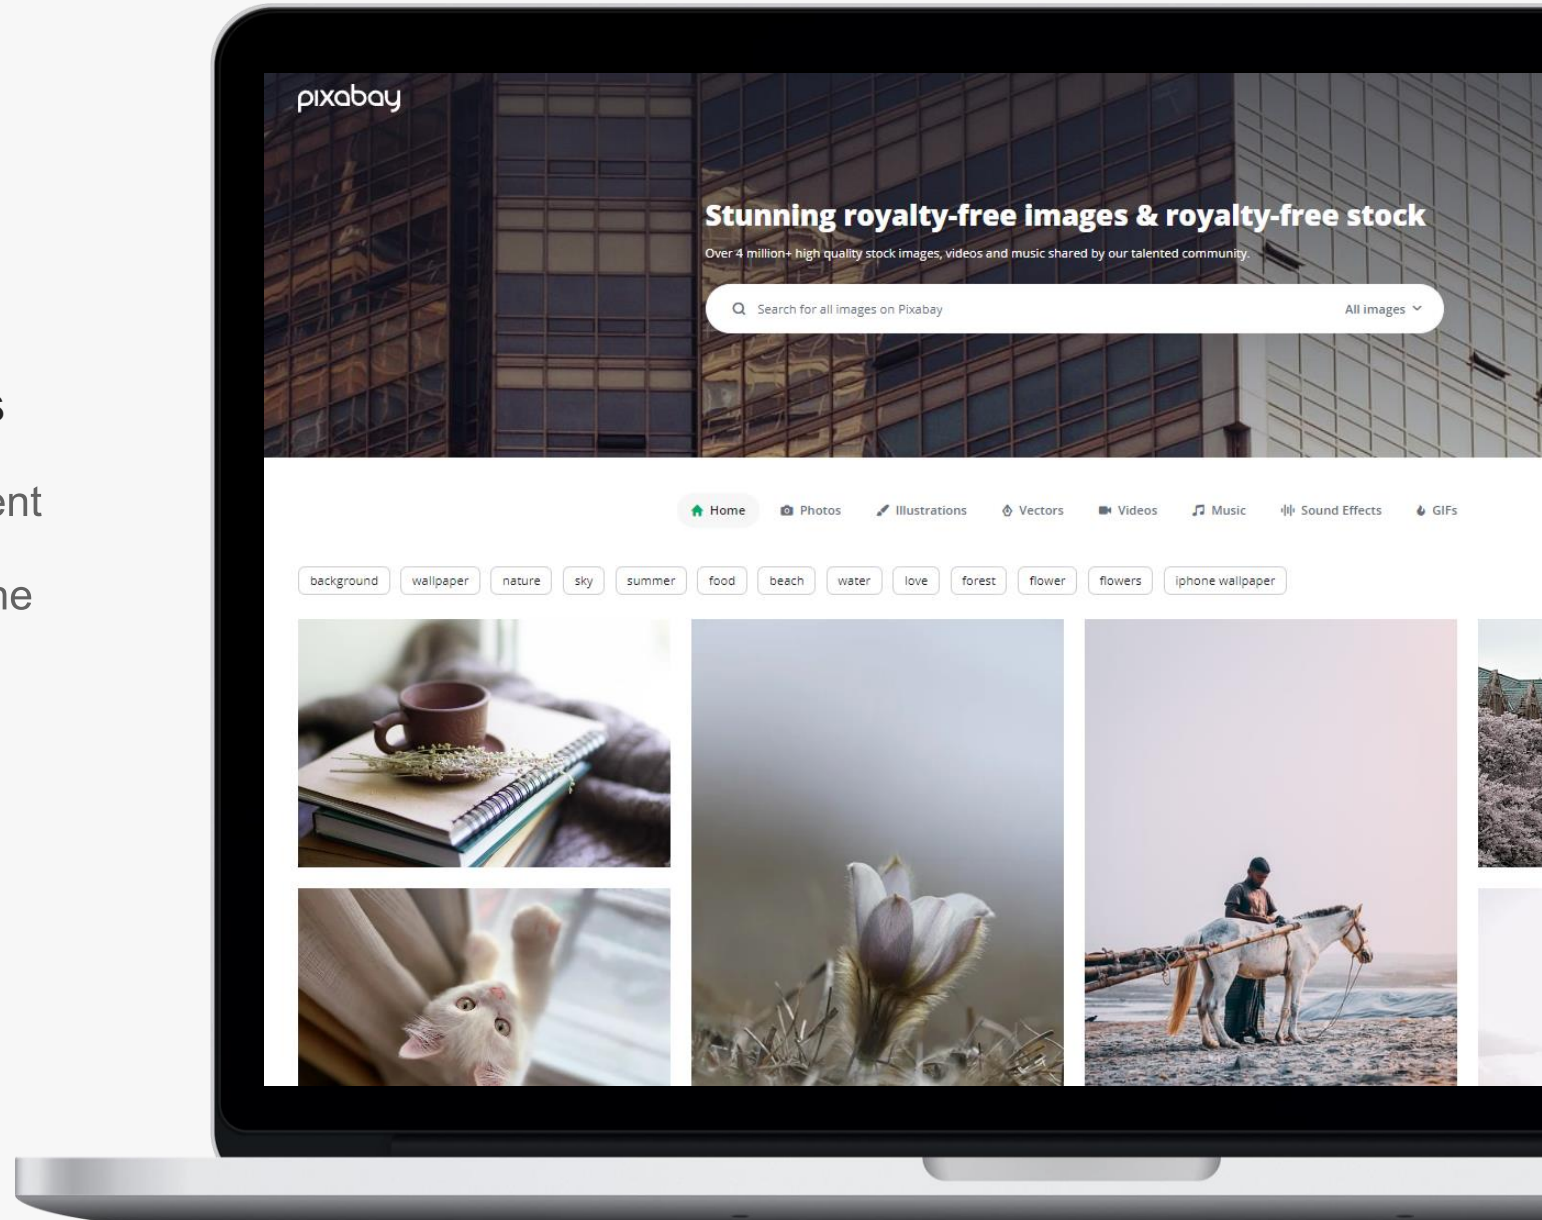 pixabay
Stunning royalty-free images & royalty-free stock
Over 4 million+ high quality stock images, videos and music shared by our talented community.
Search for all images on Pixabay All images
Home Photos Illustrations Vectors Videos Music Sound Effects GIFs
background wallpaper nature sky summer food beach water love forest flower flowers iphone wallpaper